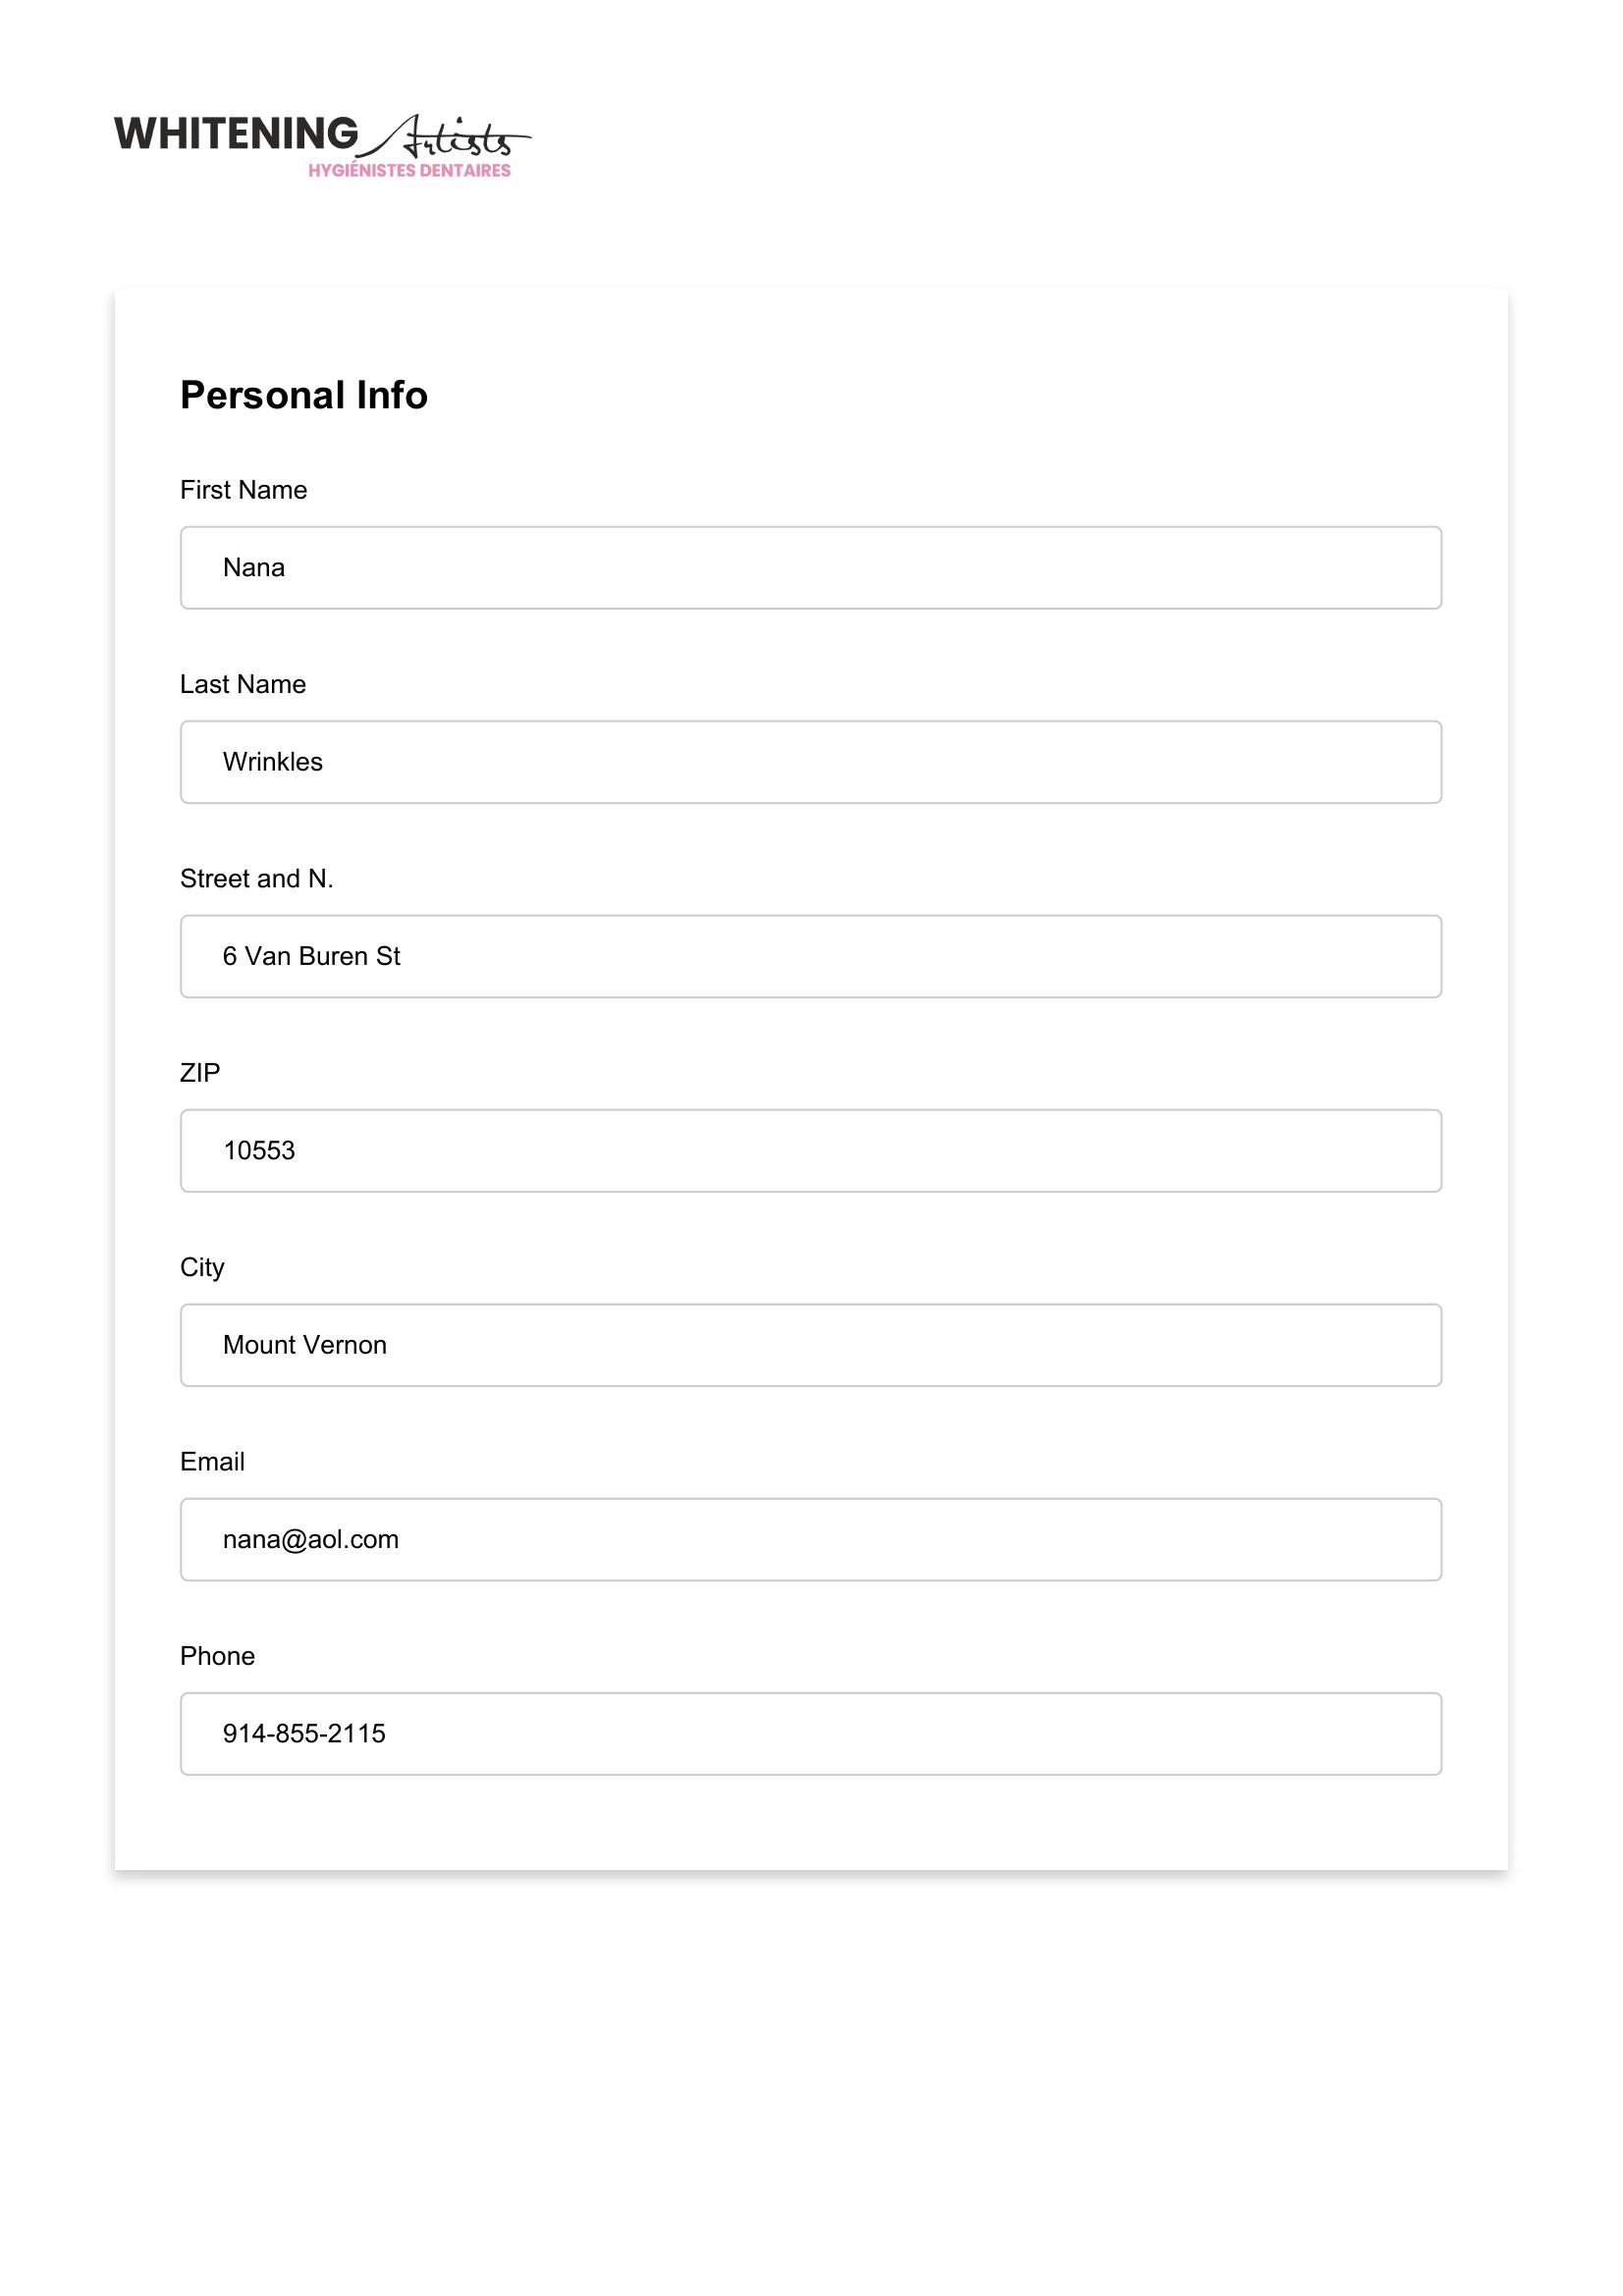 WHITENING Artists
HYGIÉNISTES DENTAIRES
Personal Info
First Name
Nana
Last Name
Wrinkles
Street and N.
6 Van Buren St
ZIP
10553
City
Mount Vernon
Email
nana@aol.com
Phone
914-855-2115